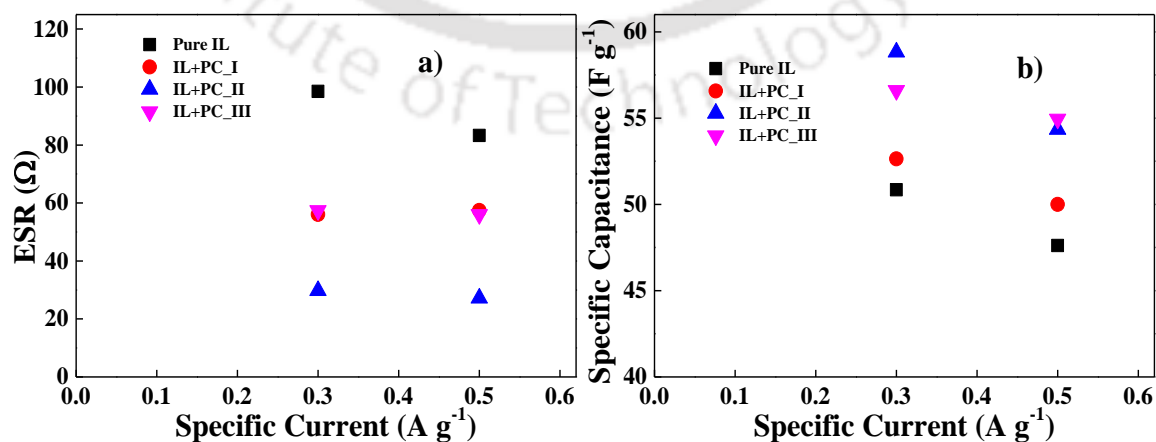 itute of Technology
120
100
80
60
40
20
0
ESR (Ω)
Pure IL
IL+PC_I
IL+PC_II
IL+PC_III
a)
0.0 0.1 0.2 0.3 0.4 0.5 0.6
Specific Current (A g⁻¹)
60
55
50
45
40
Specific Capacitance (F g⁻¹)
Pure IL
IL+PC_I
IL+PC_II
IL+PC_III
b)
0.0 0.1 0.2 0.3 0.4 0.5 0.6
Specific Current (A g⁻¹)